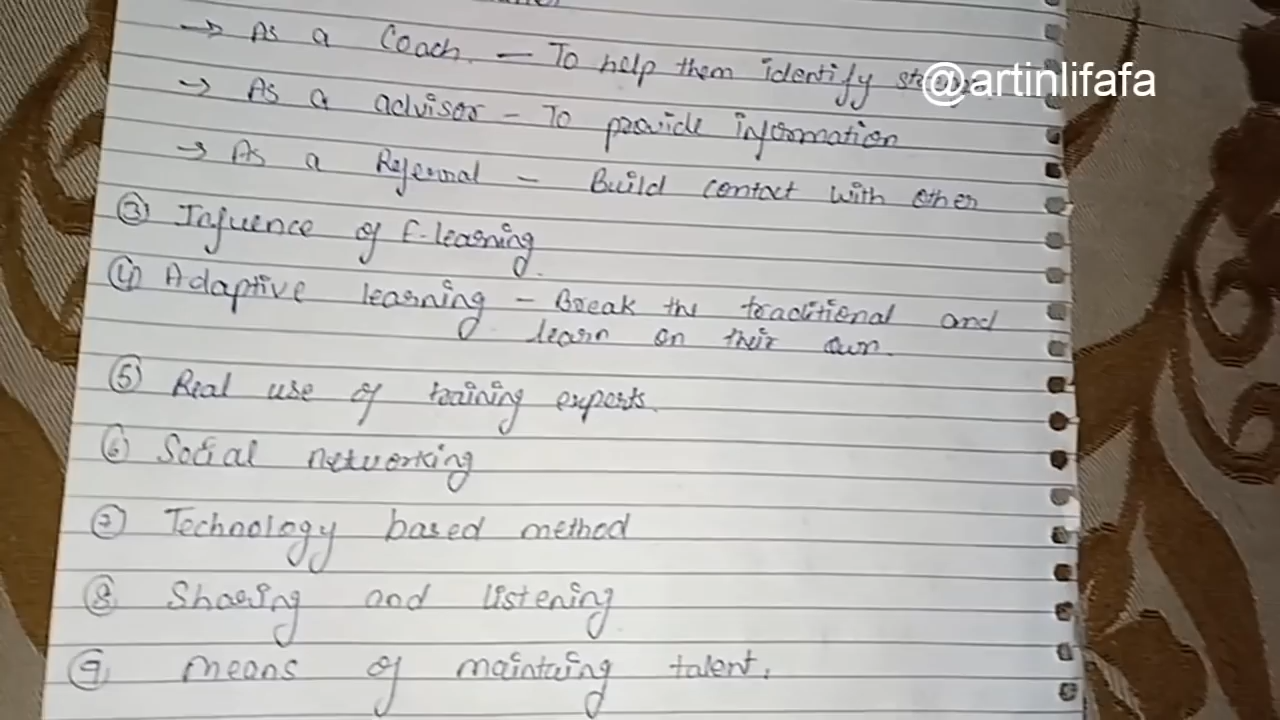 → As a Coach. — To help them identify
@artinlifafa
→ As a advisor – To provide information
→ As a Referral – Build contact with other
③ Infuence of E-learning.
④ Adaptive learning – Break the traditional and
learn on their own.
⑤ Real use of training experts.
⑥ Social networking
⑦ Technology based method
⑧ Sharing and listening
⑨ means of maintaing talent.